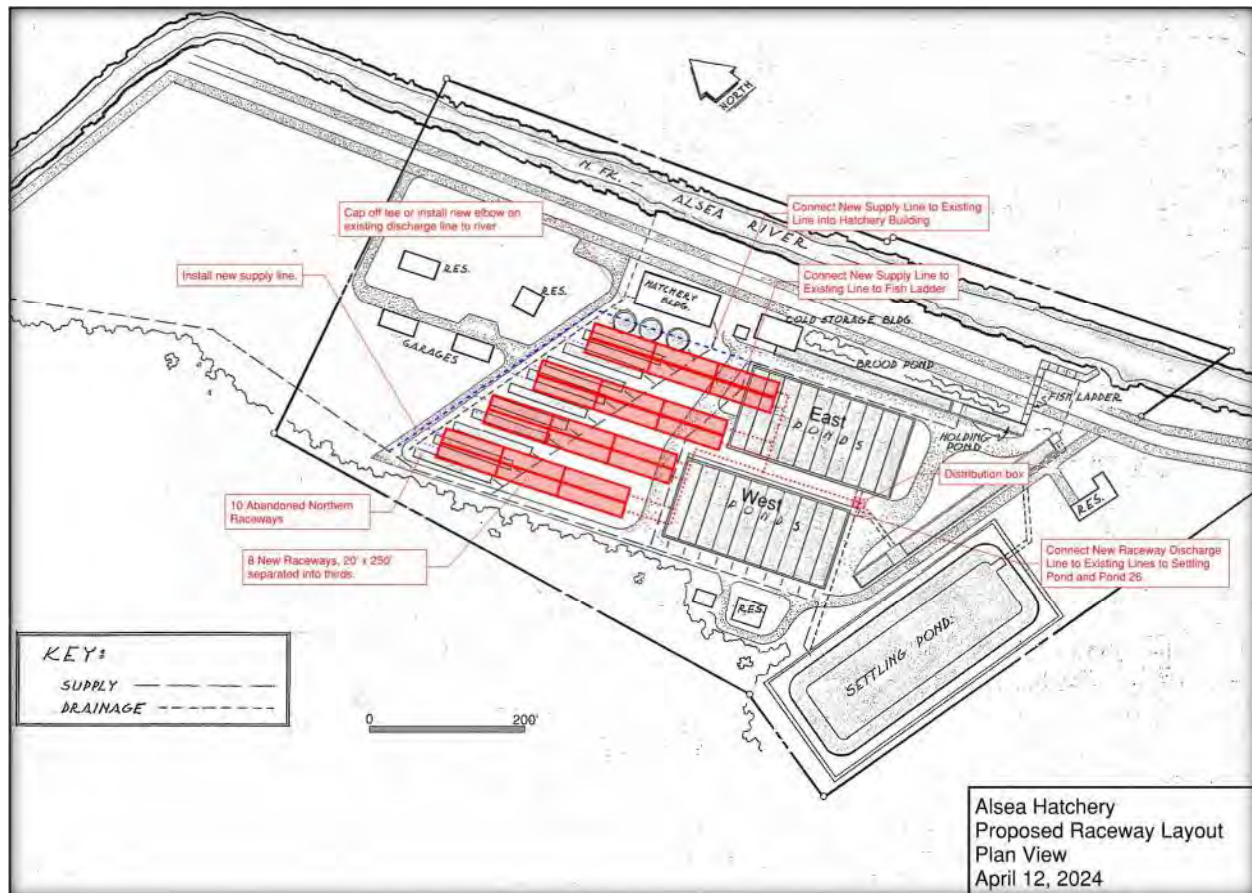 NORTH
N. FK. — ALSEA RIVER
Cap off tee or install new elbow on
existing discharge line to river
Connect New Supply Line to Existing
Line into Hatchery Building
Install new supply line.
Connect New Supply Line to
Existing Line to Fish Ladder
RES.
RES.
HATCHERY
BLDG.
COLD STORAGE BLDG.
GARAGES
BROOD POND
FISH LADDER
East
PONDS
HOLDING
POND
Distribution box
RES.
West
PONDS
10 Abandoned Northern
Raceways
8 New Raceways, 20' x 250'
separated into thirds.
Connect New Raceway Discharge
Line to Existing Lines to Settling
Pond and Pond 26.
RES.
SETTLING POND
KEY:
SUPPLY
DRAINAGE
0 200'
Alsea Hatchery
Proposed Raceway Layout
Plan View
April 12, 2024